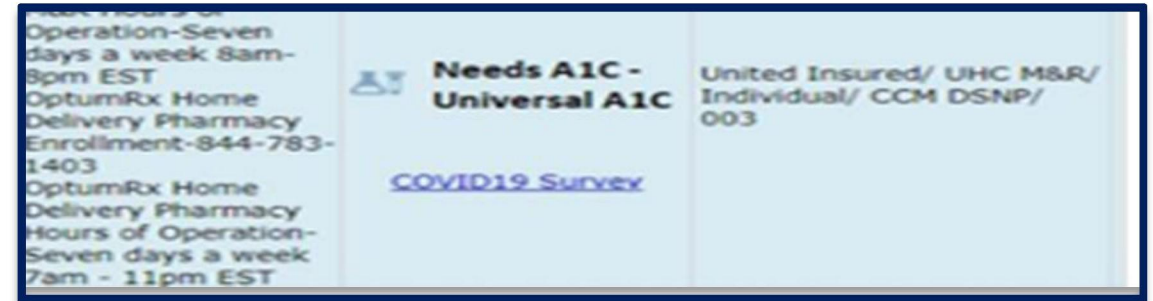 Operation-Seven
days a week 8am-
8pm EST
OptumRx Home
Delivery Pharmacy
Enrollment-844-783-
1403
OptumRx Home
Delivery Pharmacy
Hours of Operation-
Seven days a week
7am - 11pm EST
Needs A1C -
Universal A1C
COVID19 Survey
United Insured/ UHC M&R/
Individual/ CCM DSNP/
003